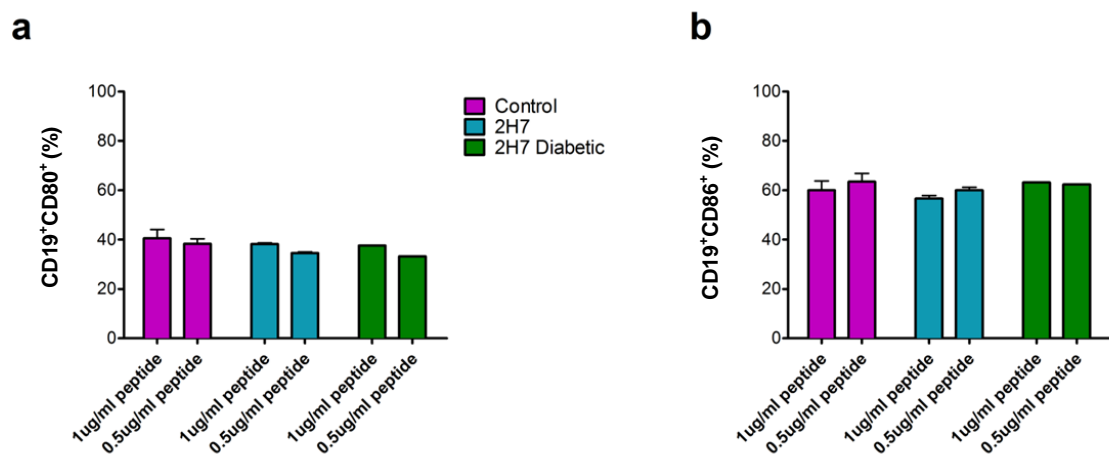 a
CD19⁺CD80⁺ (%)
100
80
60
40
20
0
1ug/ml peptide
0.5ug/ml peptide
1ug/ml peptide
0.5ug/ml peptide
1ug/ml peptide
0.5ug/ml peptide
Control
2H7
2H7 Diabetic
b
CD19⁺CD86⁺ (%)
100
80
60
40
20
0
1ug/ml peptide
0.5ug/ml peptide
1ug/ml peptide
0.5ug/ml peptide
1ug/ml peptide
0.5ug/ml peptide